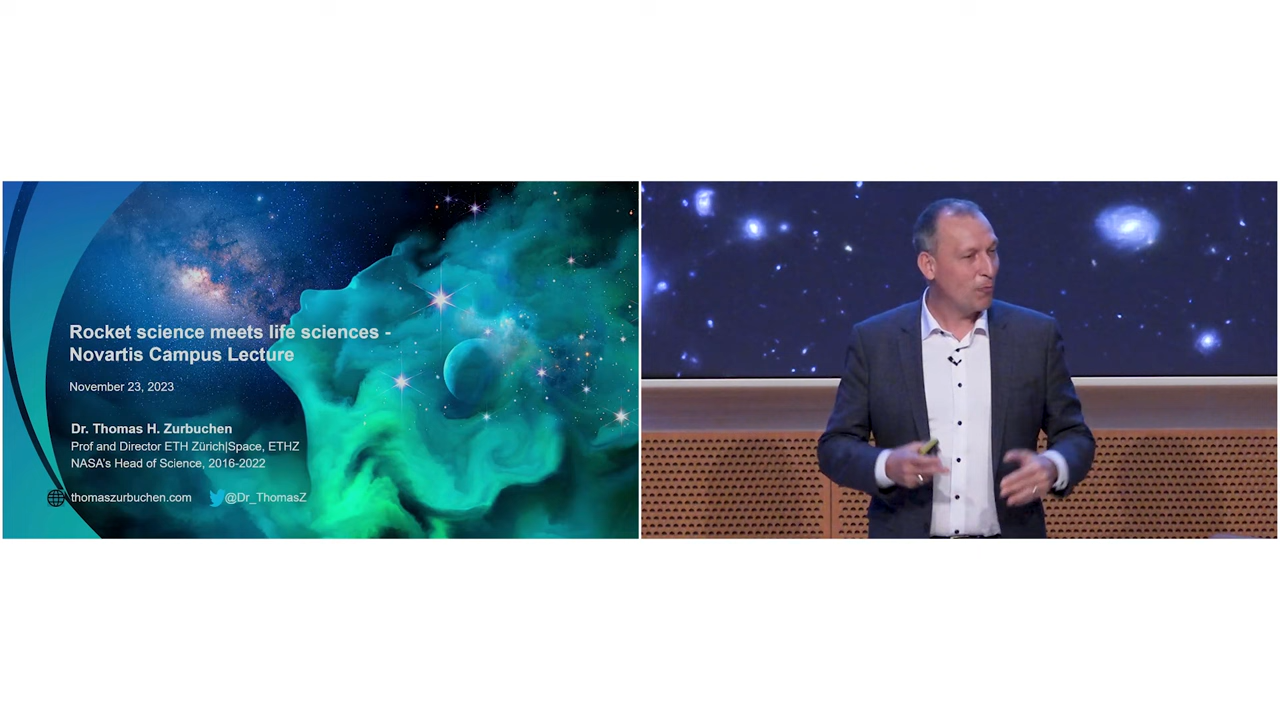 Rocket science meets life sciences -
Novartis Campus Lecture
November 23, 2023
Dr. Thomas H. Zurbuchen
Prof and Director ETH Zürich|Space, ETHZ
NASA's Head of Science, 2016-2022
thomaszurbuchen.com @Dr_ThomasZ